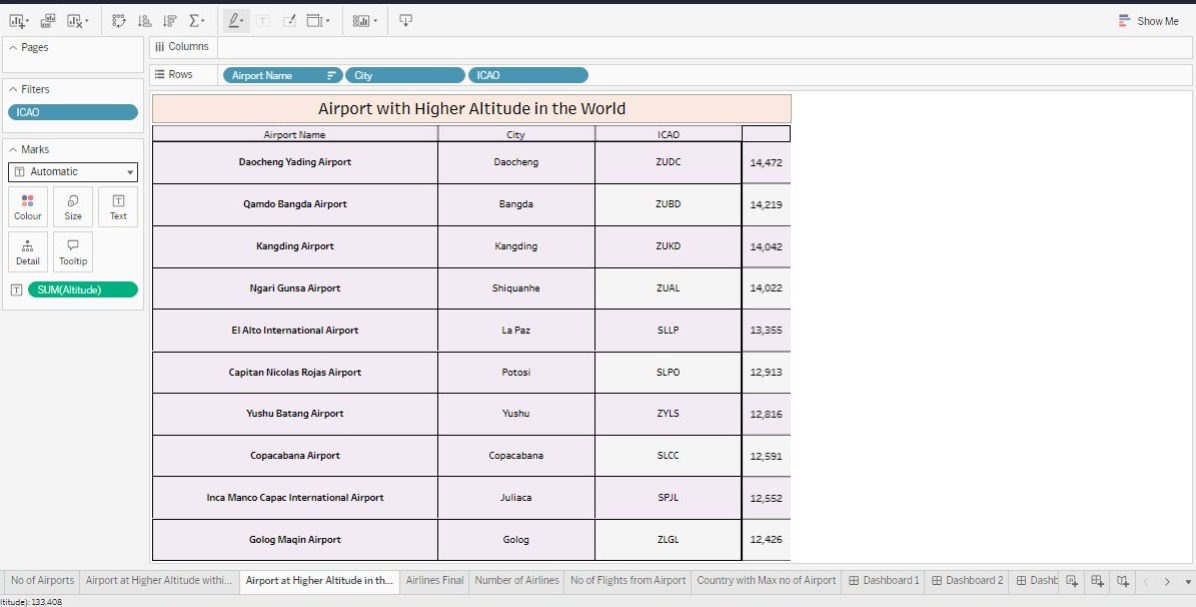 Show Me
Pages
Columns
Rows
Airport Name
City
ICAO
Filters
ICAO
Marks
Automatic
Colour
Size
Text
Detail
Tooltip
SUM(Altitude)
Airport with Higher Altitude in the World
Airport Name City ICAO
Daocheng Yading Airport Daocheng ZUDC 14,472
Qamdo Bangda Airport Bangda ZUBD 14,219
Kangding Airport Kangding ZUKD 14,042
Ngari Gunsa Airport Shiquanhe ZUAL 14,022
El Alto International Airport La Paz SLLP 13,355
Capitan Nicolas Rojas Airport Potosi SLPO 12,913
Yushu Batang Airport Yushu ZYLS 12,816
Copacabana Airport Copacabana SLCC 12,591
Inca Manco Capac International Airport Juliaca SPJL 12,552
Golog Maqin Airport Golog ZLGL 12,426
No of Airports Airport at Higher Altitude withi... Airport at Higher Altitude in th... Airlines Final Number of Airlines No of Flights from Airport Country with Max no of Airport Dashboard 1 Dashboard 2 Dashb
ltitude): 133,408